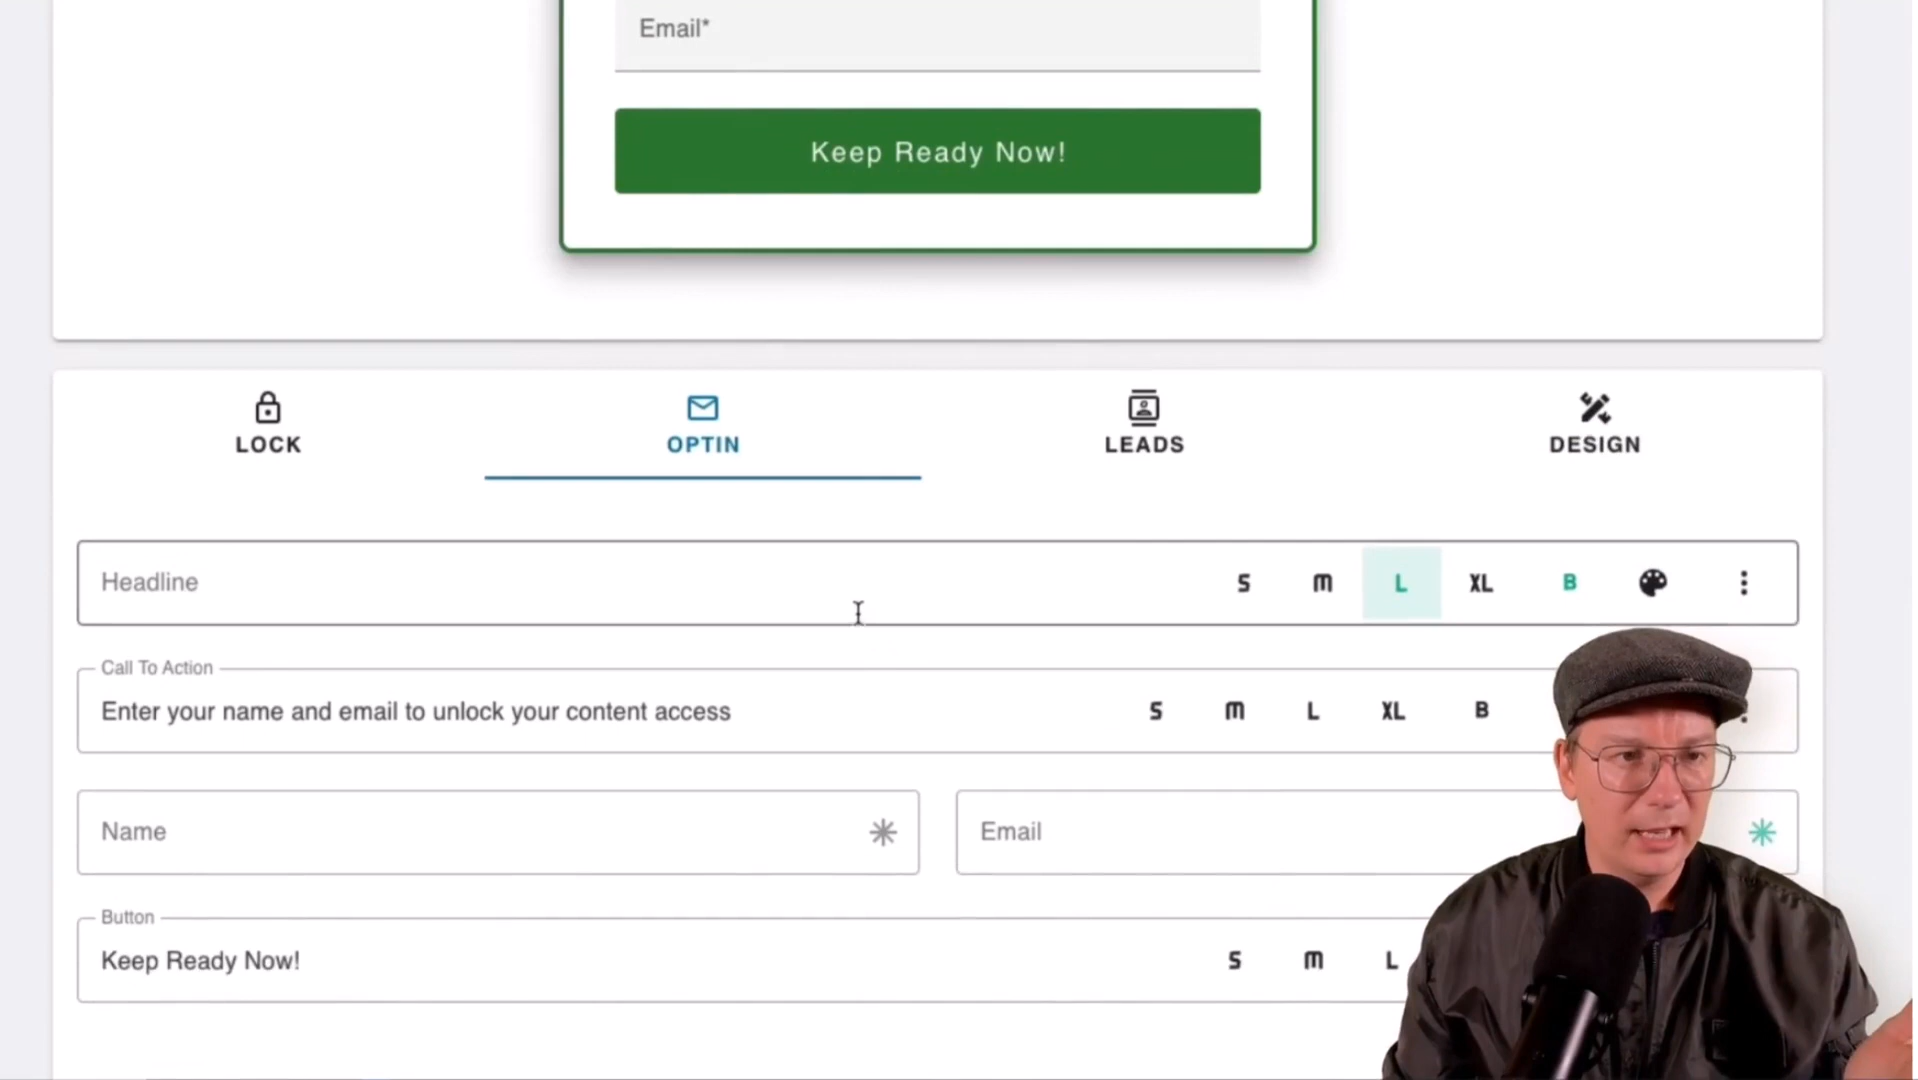 Email*
Keep Ready Now!
LOCK
OPTIN
LEADS
DESIGN
Headline
S M L XL B
Call To Action
Enter your name and email to unlock your content access
S M L XL B
Name
Email
Button
Keep Ready Now!
S M L